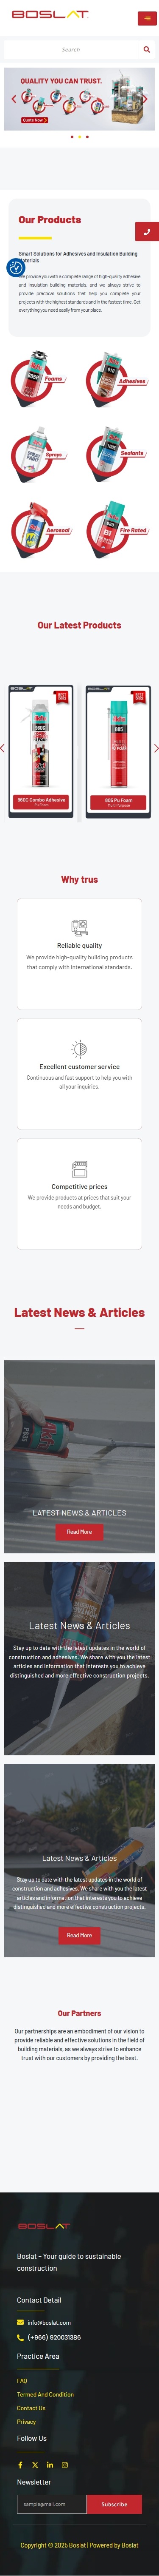 BOSLAT
Search
QUALITY YOU CAN TRUST.
Quote Now
Our Products
Smart Solutions for Adhesives and Insulation Building
Materials
We provide you with a complete range of high-quality adhesive
and insulation building materials, and we always strive to
provide practical solutions that help you complete your
projects with the highest standards and in the fastest time. Get
everything you need easily from your place.
Foams
Adhesives
Sprays
Sealants
Aerosoal
Fire Rated
Our Latest Products
BOSLAT
BOSLAT
960C Combo Adhesive
Pu Foam
805 Pu Foam
Multi Purpose
Why trus
Reliable quality
We provide high-quality building products
that comply with international standards.
Excellent customer service
Continuous and fast support to help you with
all your inquiries.
Competitive prices
We provide products at prices that suit your
needs and budget.
Latest News & Articles
LATEST NEWS & ARTICLES
Read More
Latest News & Articles
Stay up to date with the latest updates in the world of
construction and adhesives. We share with you the latest
articles and information that interests you to achieve
distinguished and more effective construction projects.
Latest News & Articles
Stay up to date with the latest updates in the world of
construction and adhesives. We share with you the latest
articles and information that interests you to achieve
distinguished and more effective construction projects.
Read More
Our Partners
Our partnerships are an embodiment of our vision to
provide reliable and effective solutions in the field of
building materials, as we always strive to enhance
trust with our customers by providing the best.
BOSLAT
Boslat - Your guide to sustainable
construction
Contact Detail
info@boslat.com
(+966) 920031386
Practice Area
FAQ
Termed And Condition
Contact Us
Privacy
Follow Us
Newsletter
sample@mail.com
Subscribe
Copyright © 2025 Boslat | Powered by Boslat